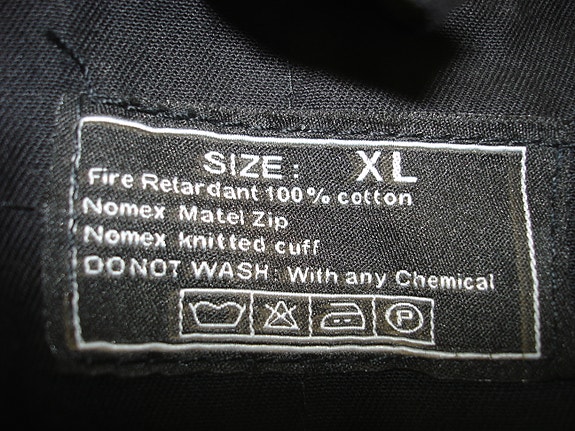 SIZE: XL
Fire Retardant 100% cotton
Nomex Matel Zip
Nomex knitted cuff
DO NOT WASH: With any Chemical
P